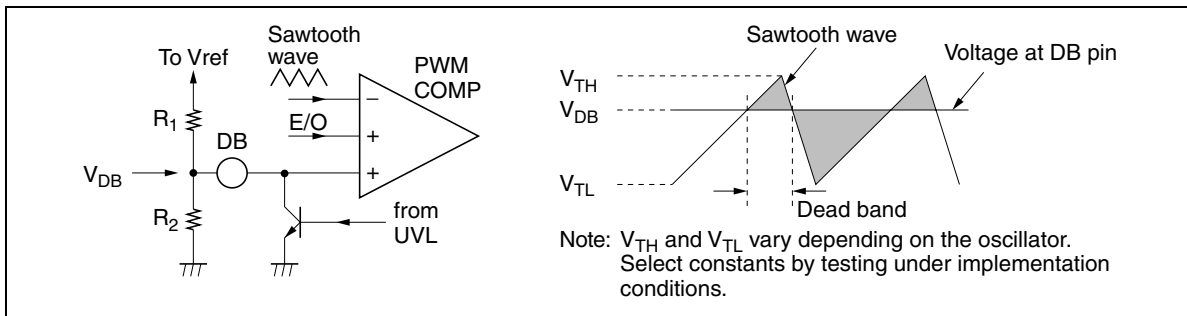 To Vref
R1
DB
VDB
R2
Sawtooth
wave
PWM
COMP
−
E/O
+
+
from
UVL
Sawtooth wave
Voltage at DB pin
VTH
VDB
VTL
Dead band
Note: VTH and VTL vary depending on the oscillator.
Select constants by testing under implementation
conditions.